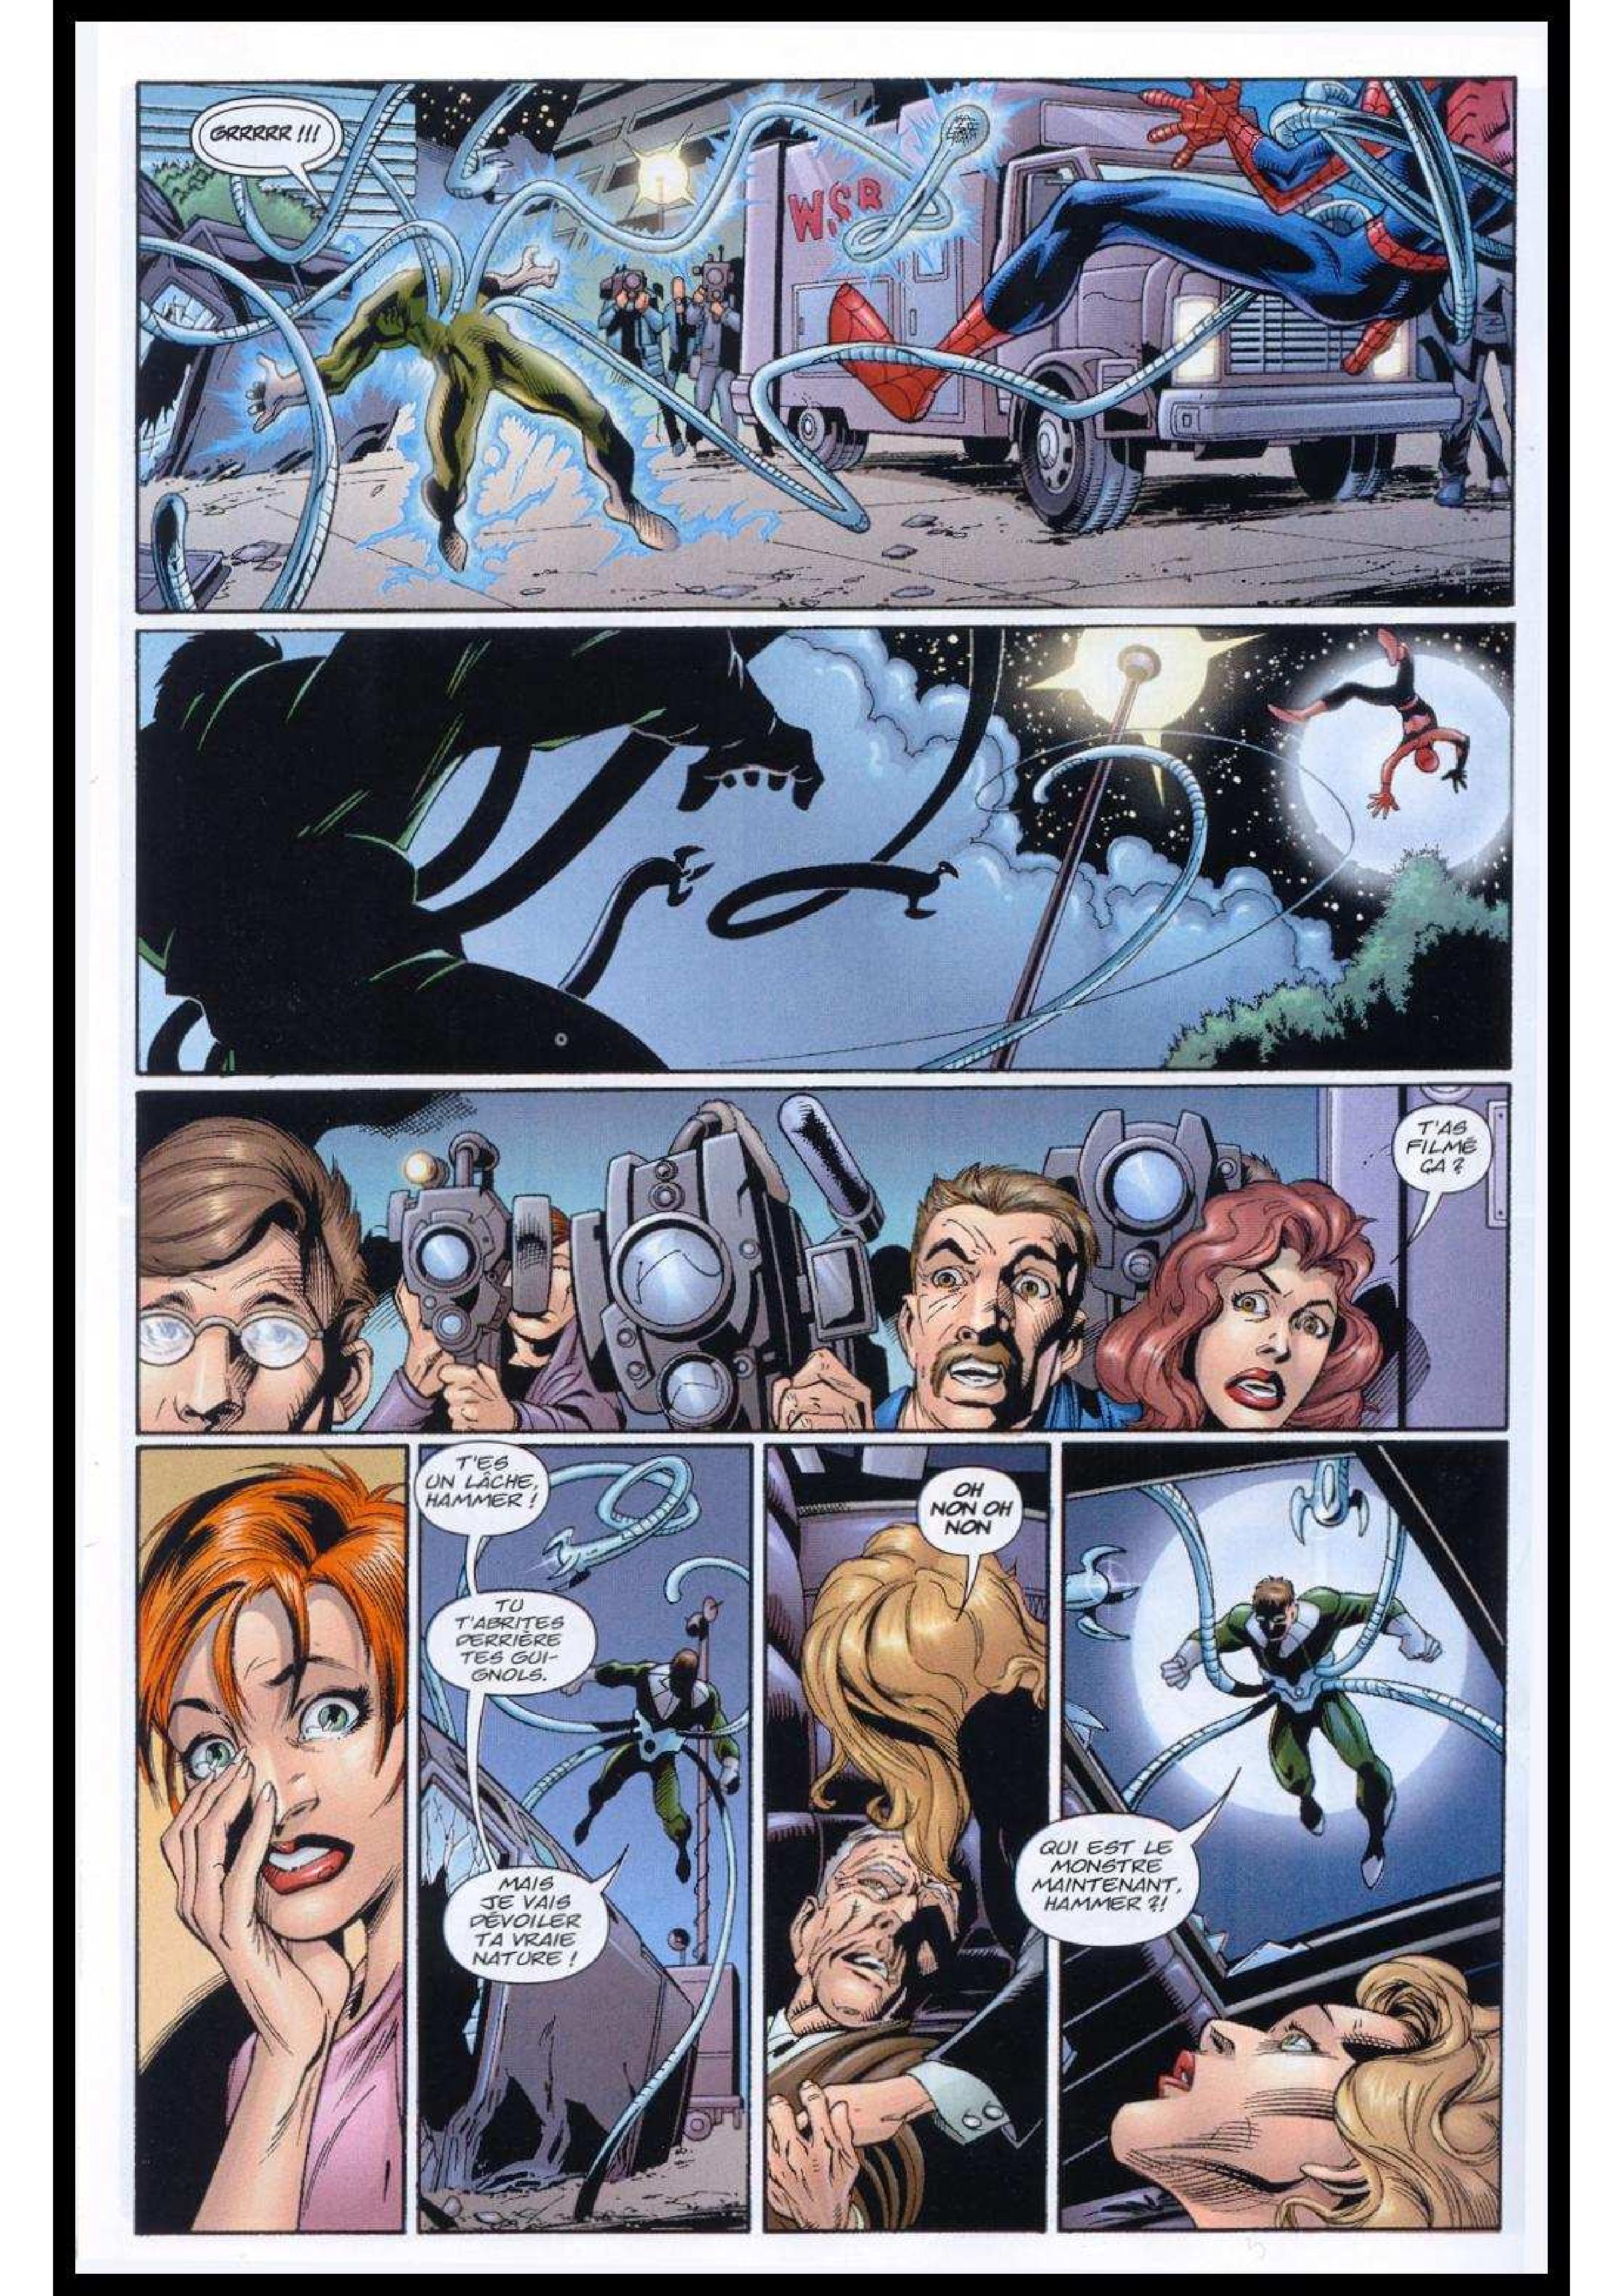 GRRRRR !!!
WSB
T'AS
FILMÉ
ÇA ?
T'ES
UN LÂCHE,
HAMMER !
TU
T'ABRITES
DERRIÈRE
TES GUI-
GNOLS.
MAIS
JE VAIS
DÉVOILER
TA VRAIE
NATURE !
OH
NON OH
NON
QUI EST LE
MONSTRE
MAINTENANT,
HAMMER ?!